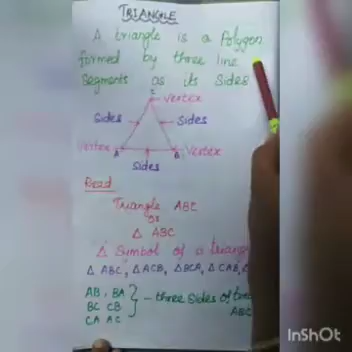 TRIANGLE
A triangle is a Polygon
formed by three line
segments as its sides
C
Vertex
Sides
Sides
Vertex
A
B
Vertex
Sides
Read
Triangle ABC
or
Δ ABC
Δ Symbol of a
Δ ABC, Δ ACB, Δ BCA, Δ CAB,
AB, BA
BC CB
CA AC
three sides of
ABC
InShOt